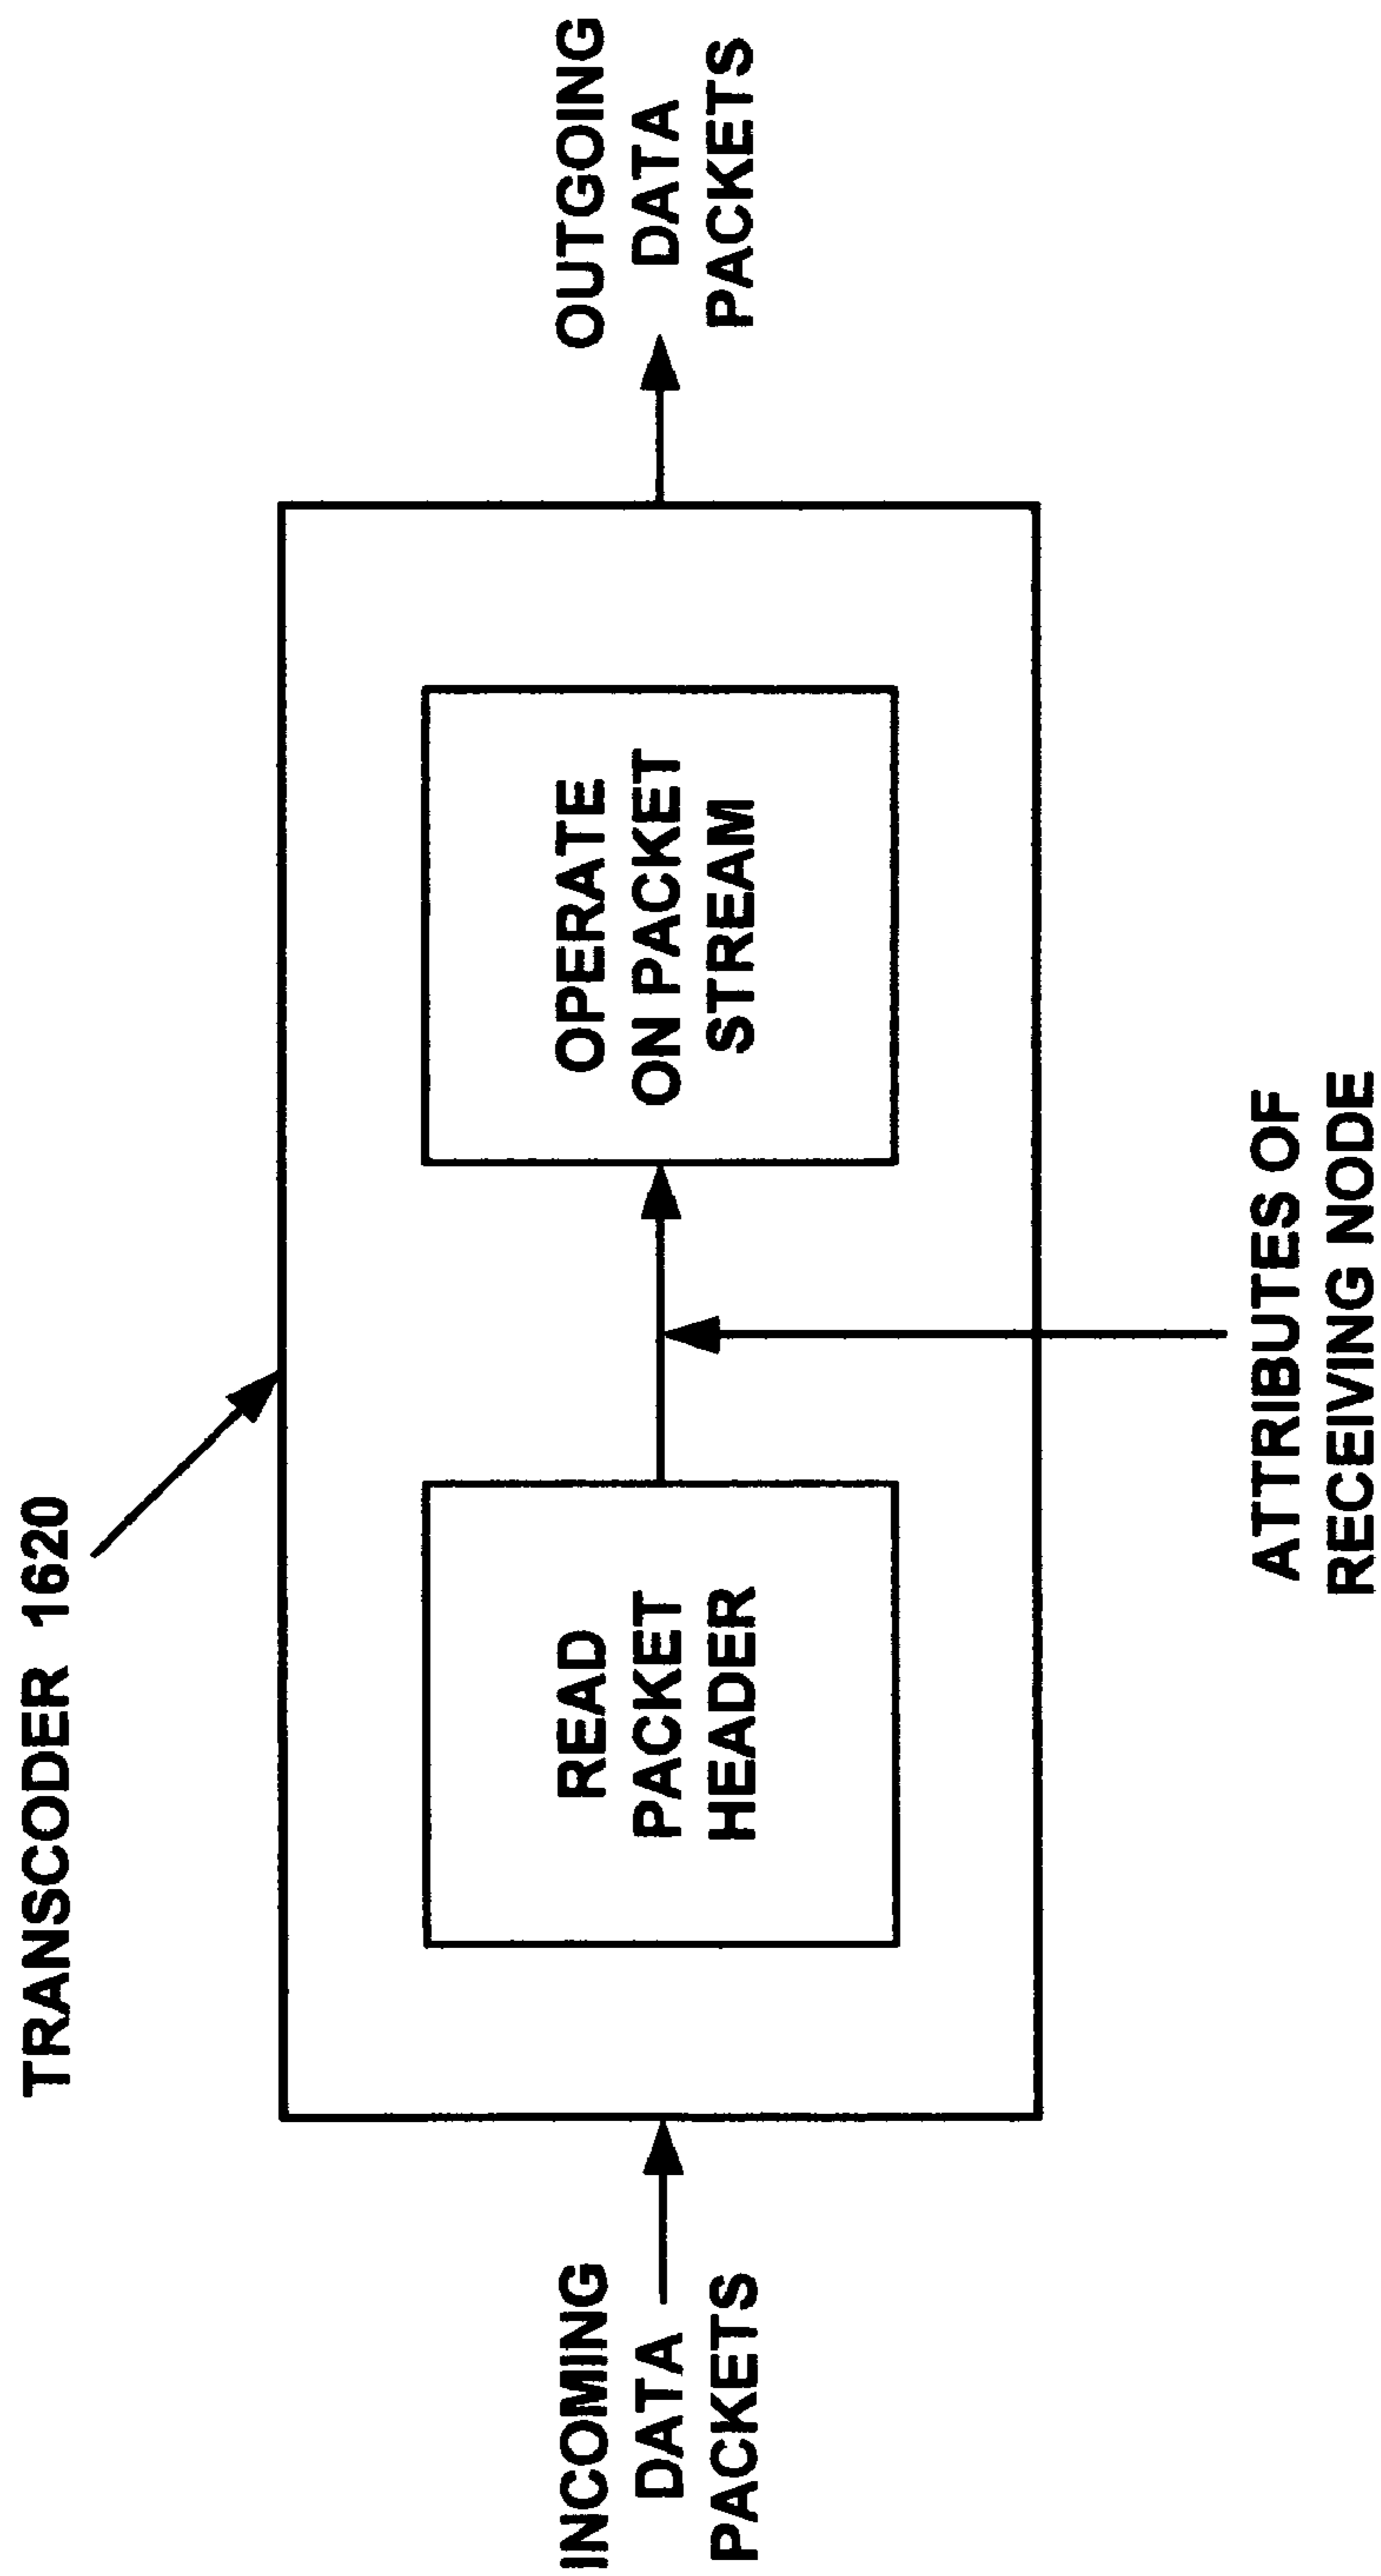 TRANSCODER 1620
INCOMING
DATA
PACKETS
READ
PACKET
HEADER
OPERATE
ON PACKET
STREAM
OUTGOING
DATA
PACKETS
ATTRIBUTES OF
RECEIVING NODE